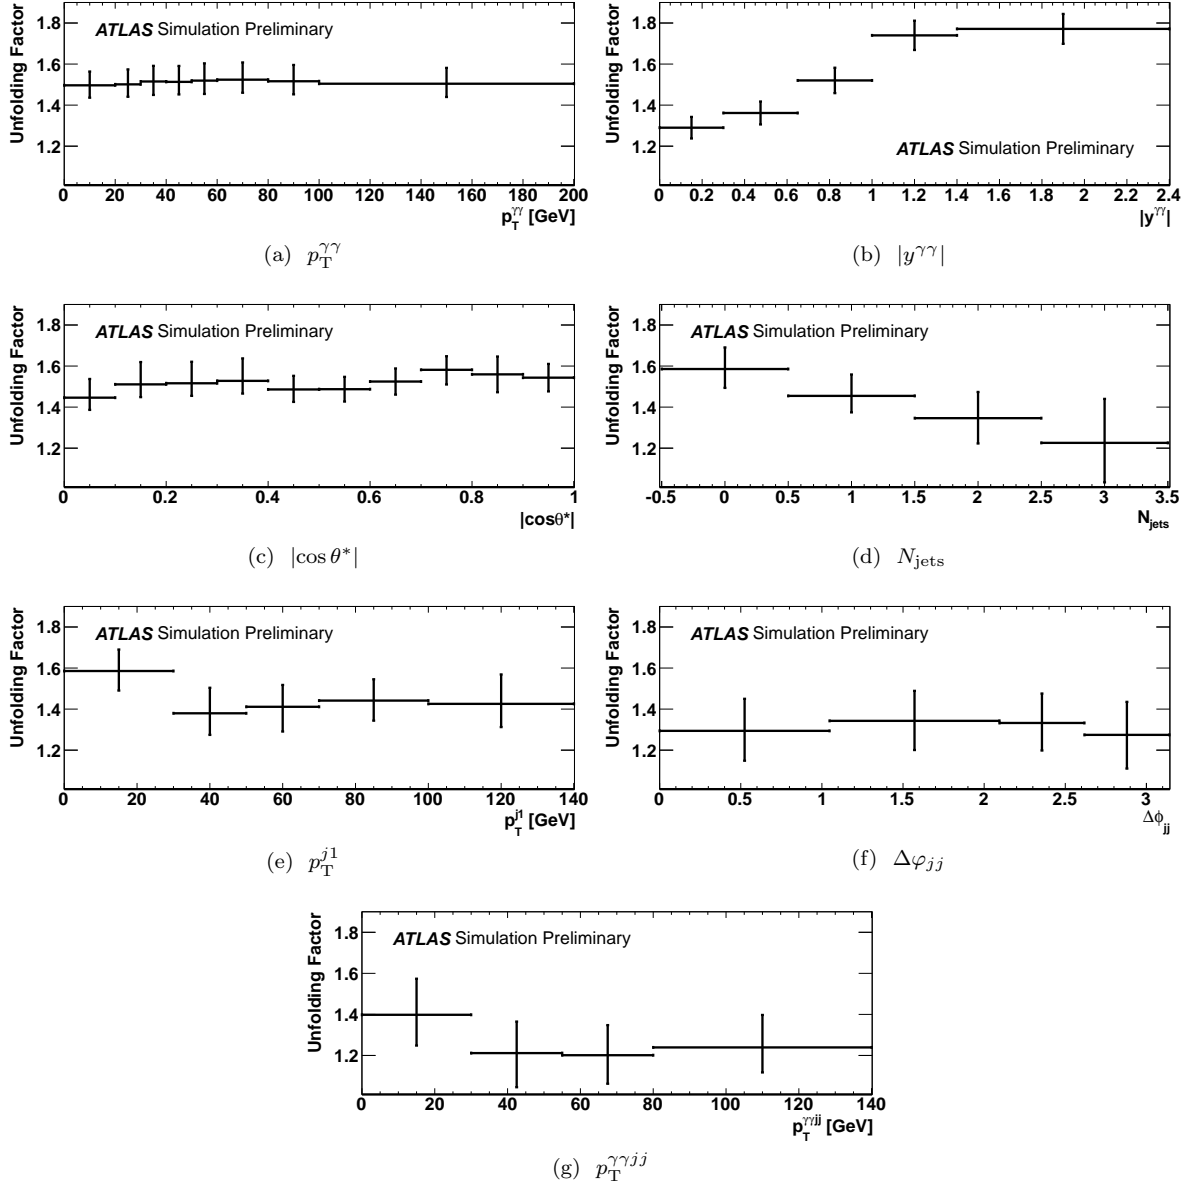 Unfolding Factor
ATLAS Simulation Preliminary
1.8
1.6
1.4
1.2
0 20 40 60 80 100 120 140 160 180 200
p_T^γγ [GeV]
(a) p_T^γγ
Unfolding Factor
1.8
1.6
1.4
1.2
ATLAS Simulation Preliminary
0 0.2 0.4 0.6 0.8 1 1.2 1.4 1.6 1.8 2 2.2 2.4
|y^γγ|
(b) |y^γγ|
Unfolding Factor
ATLAS Simulation Preliminary
1.8
1.6
1.4
1.2
0 0.2 0.4 0.6 0.8 1
|cosθ*|
(c) |cos θ*|
Unfolding Factor
ATLAS Simulation Preliminary
1.8
1.6
1.4
1.2
-0.5 0 0.5 1 1.5 2 2.5 3 3.5
N_jets
(d) N_jets
Unfolding Factor
ATLAS Simulation Preliminary
1.8
1.6
1.4
1.2
0 20 40 60 80 100 120 140
p_T^j1 [GeV]
(e) p_T^j1
Unfolding Factor
ATLAS Simulation Preliminary
1.8
1.6
1.4
1.2
0 0.5 1 1.5 2 2.5 3
Δϕ_jj
(f) Δφ_jj
Unfolding Factor
ATLAS Simulation Preliminary
1.8
1.6
1.4
1.2
0 20 40 60 80 100 120 140
p_T^γγjj [GeV]
(g) p_T^γγjj